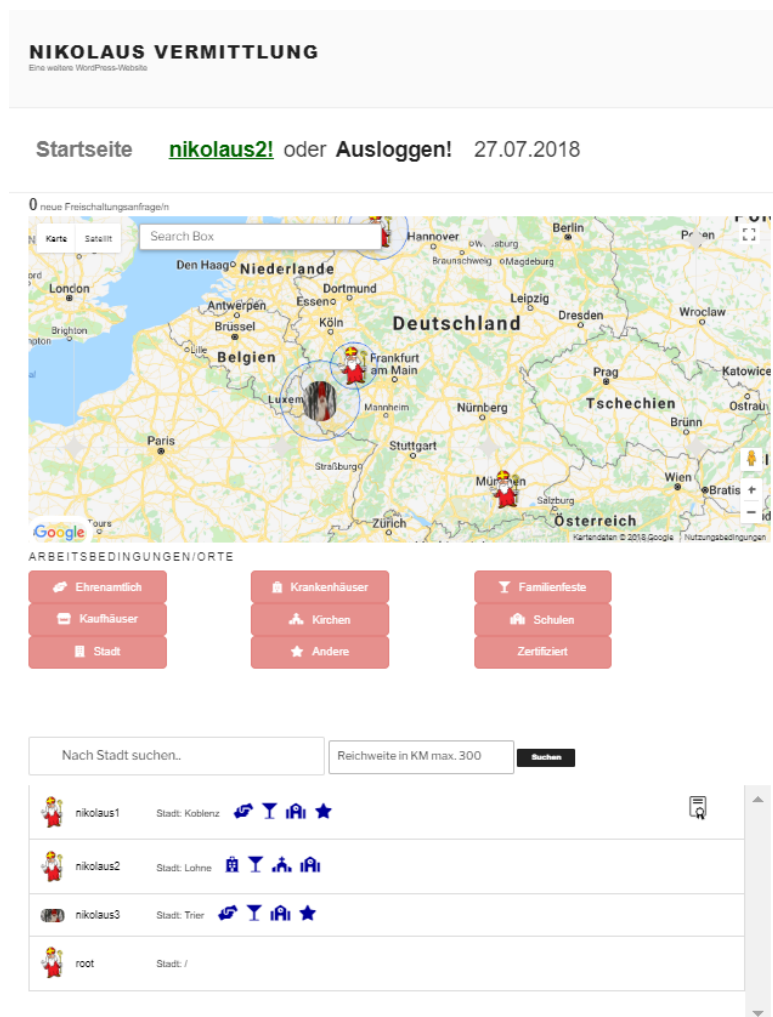 NIKOLAUS VERMITTLUNG
Eine weitere WordPress-Website
Startseite nikolaus2! oder Ausloggen! 27.07.2018
0 neue Freischaltungsanfrage/n
Karte Satellit Search Box
Hannover
Berlin
Braunschweig
Magdeburg
Den Haag
Niederlande
London
Dortmund
Essen
Leipzig
Antwerpen
Dresden
Wroclaw
Brighton
Brüssel
Köln
Deutschland
Lille
Belgien
Frankfurt
am Main
Prag
Katowice
Tschechien
Luxem
Mannheim
Nürnberg
Brünn
Paris
Stuttgart
Straßburg
München
Wien
Salzburg
Zürich
Österreich
Tours
Google
Kartendaten © 2018 Google Nutzungsbedingungen
ARBEITSBEDINGUNGEN/ORTE
Ehrenamtlich Krankenhäuser Familienfeste
Kaufhäuser Kirchen Schulen
Stadt Andere Zertifiziert
Nach Stadt suchen.. Reichweite in KM max. 300 Suchen
nikolaus1 Stadt: Koblenz
nikolaus2 Stadt: Lohne
nikolaus3 Stadt: Trier
root Stadt: /